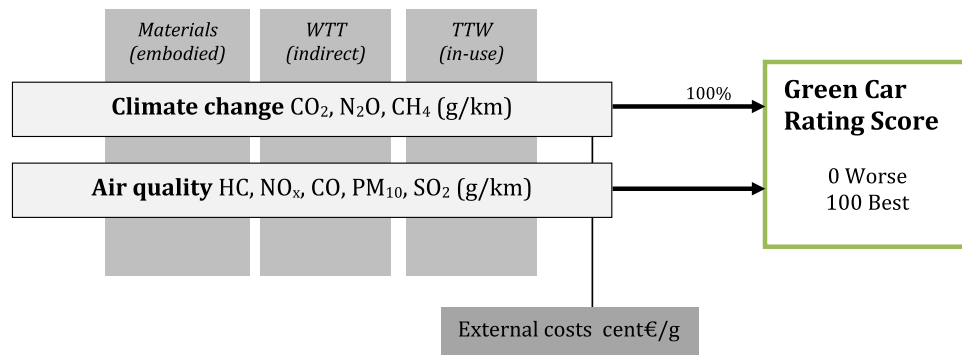 Materials
(embodied)
WTT
(indirect)
TTW
(in-use)
Climate change CO₂, N₂O, CH₄ (g/km)
100%
Green Car
Rating Score
Air quality HC, NOₓ, CO, PM₁₀, SO₂ (g/km)
0 Worse
100 Best
External costs cent€/g